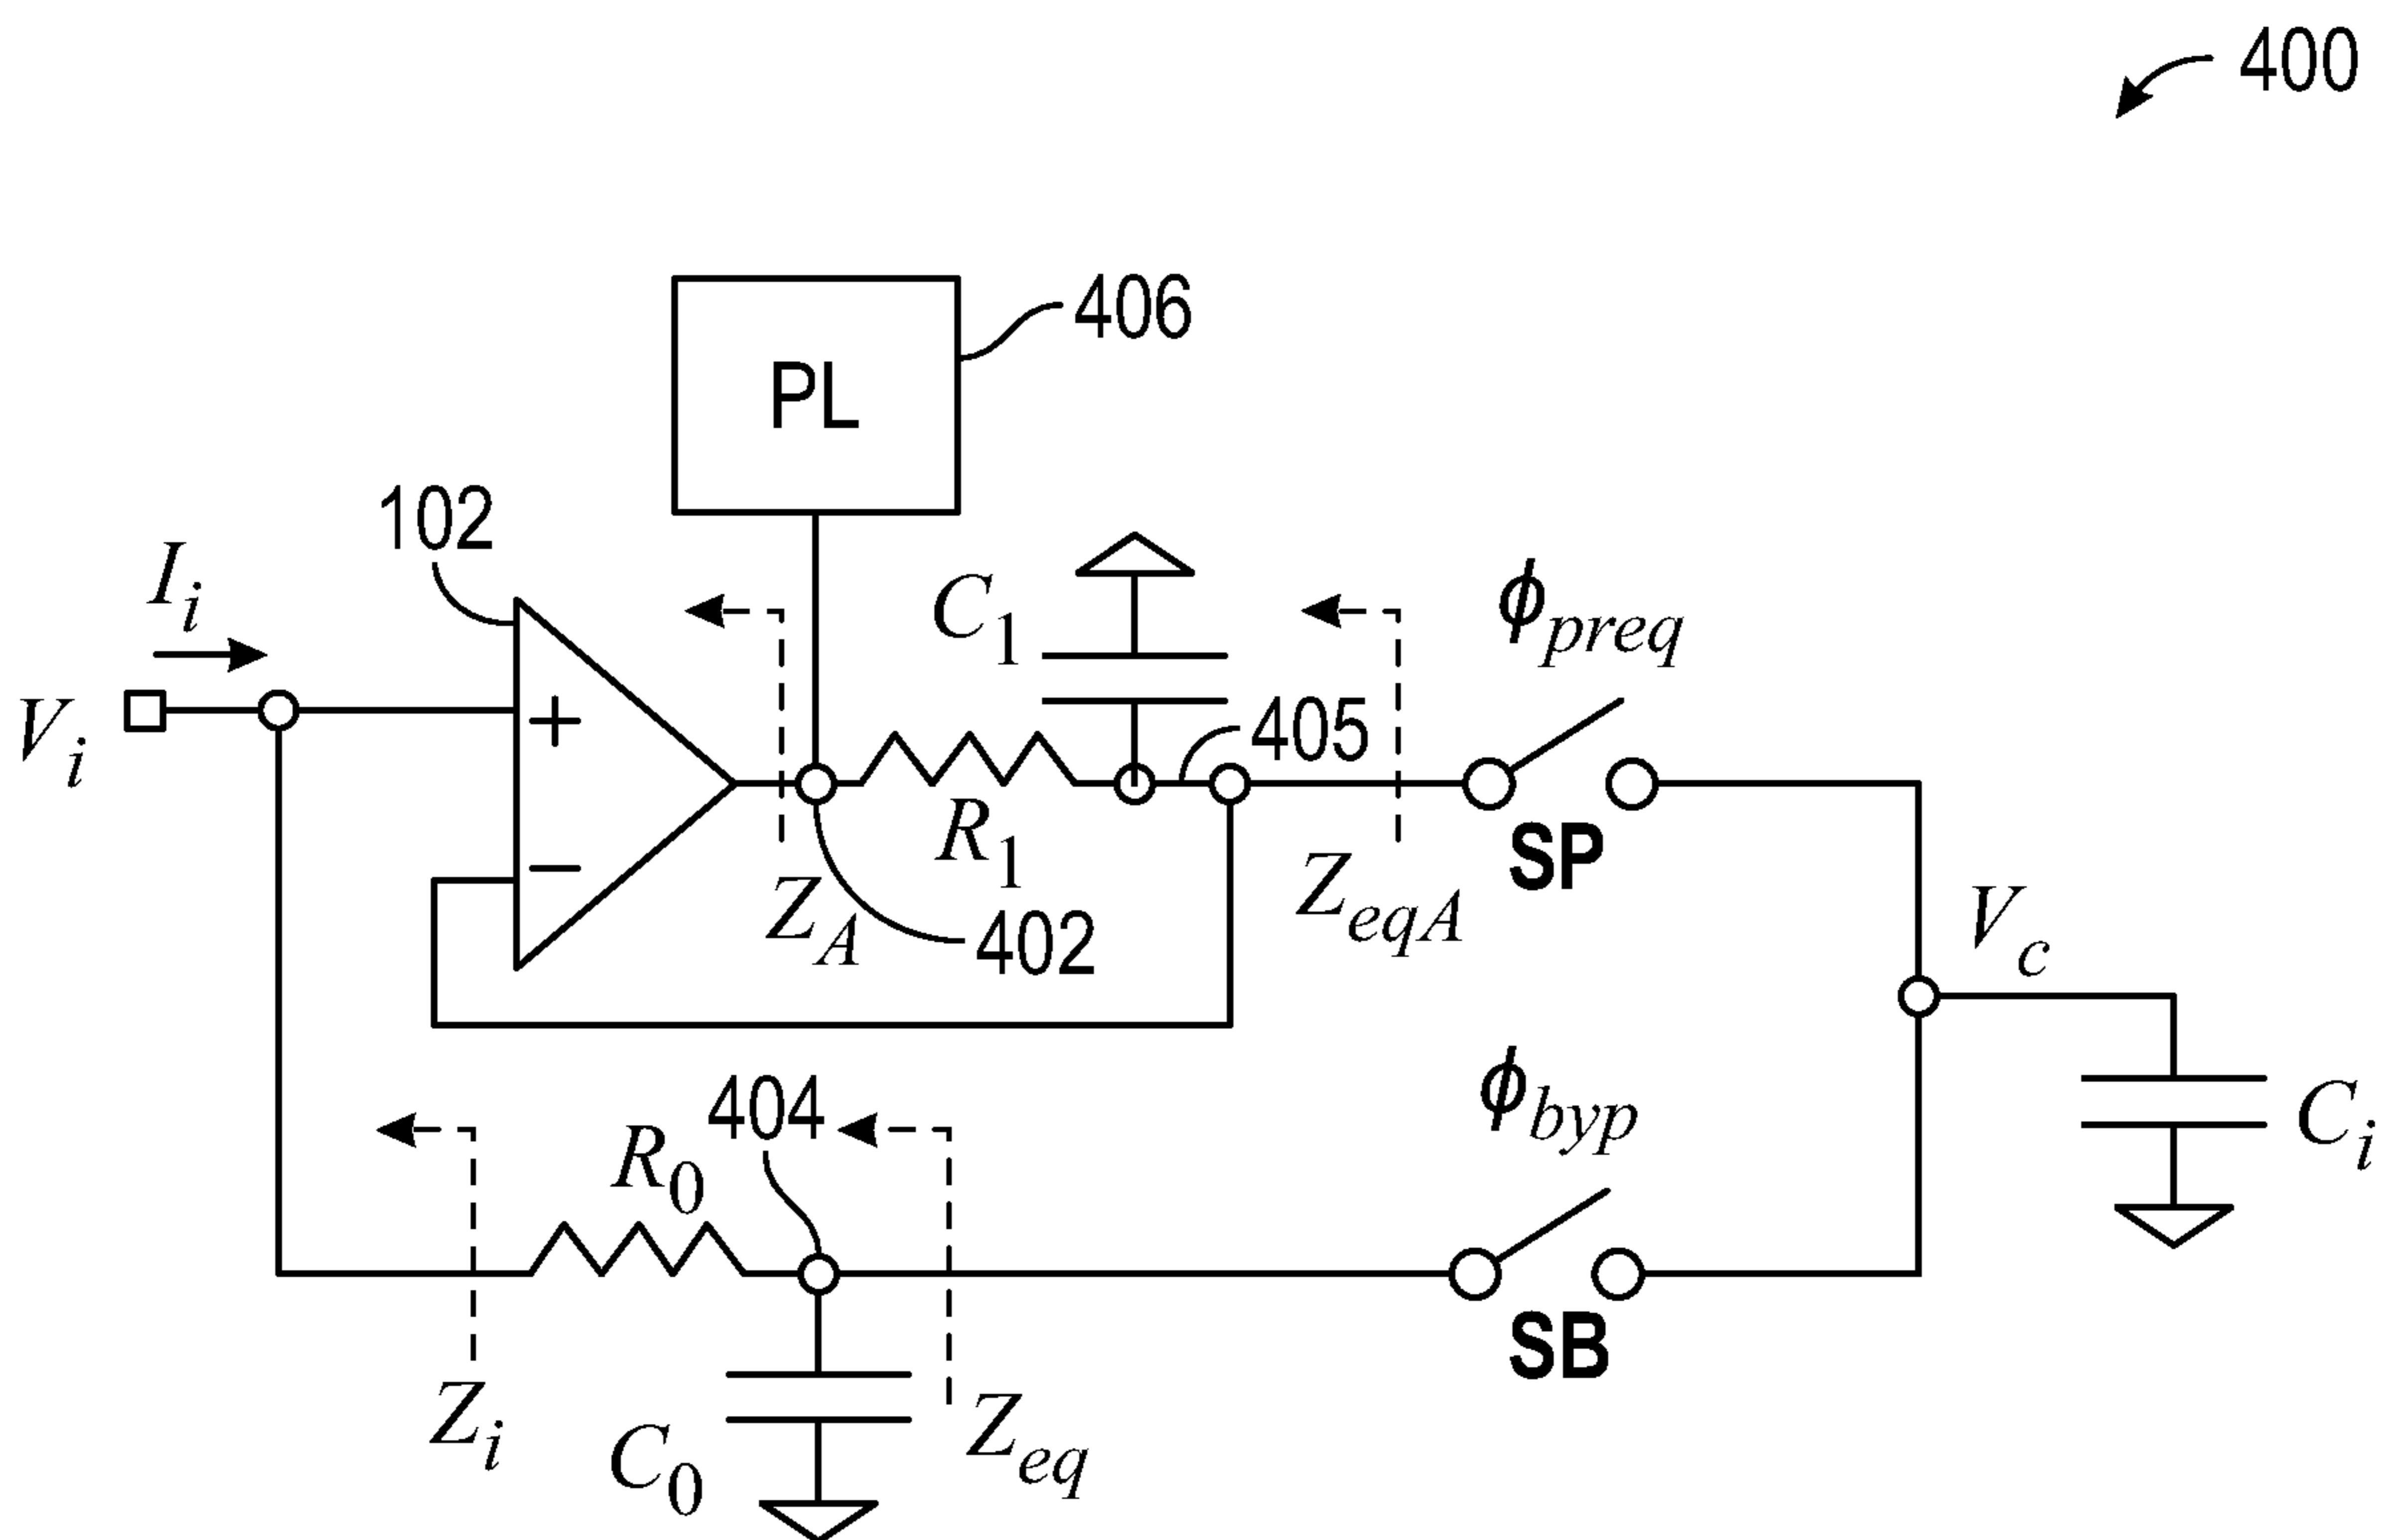 400
406
PL
102
I_i
C_1
ϕ_preq
405
V_i
+
R_1
−
SP
Z_A
402
Z_eqA
V_c
404
ϕ_byp
R_0
C_i
SB
Z_i
C_0
Z_eq